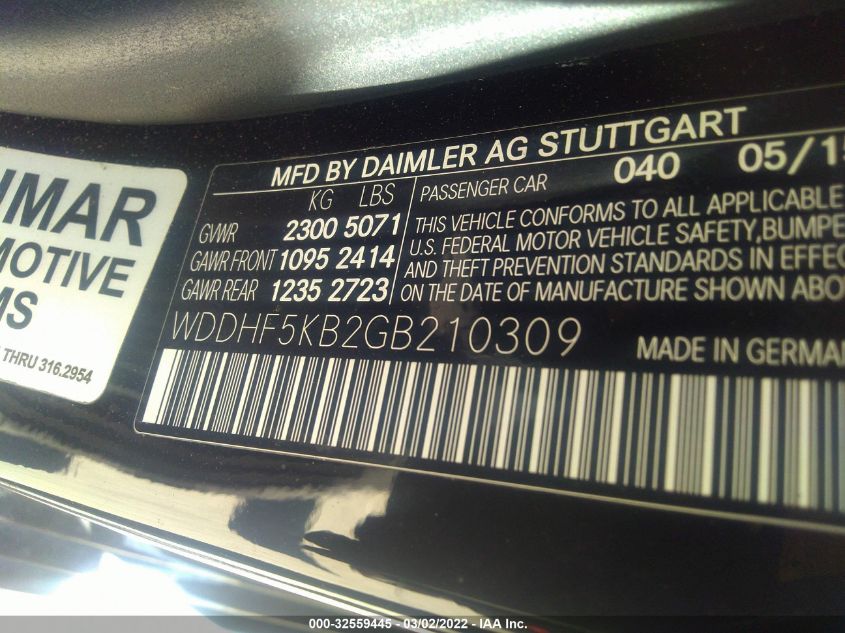 MFD BY DAIMLER AG STUTTGART
KG LBS
GVWR 2300 5071
GAWR FRONT 1095 2414
GAWR REAR 1235 2723
PASSENGER CAR 040 05/15
THIS VEHICLE CONFORMS TO ALL APPLICABLE
U.S. FEDERAL MOTOR VEHICLE SAFETY,BUMPE
AND THEFT PREVENTION STANDARDS IN EFFEC
ON THE DATE OF MANUFACTURE SHOWN ABO
WDDHF5KB2GB210309
MADE IN GERMAN
IMAR
MOTIVE
MS
THRU 316.2954
000-32559445 - 03/02/2022 - IAA Inc.